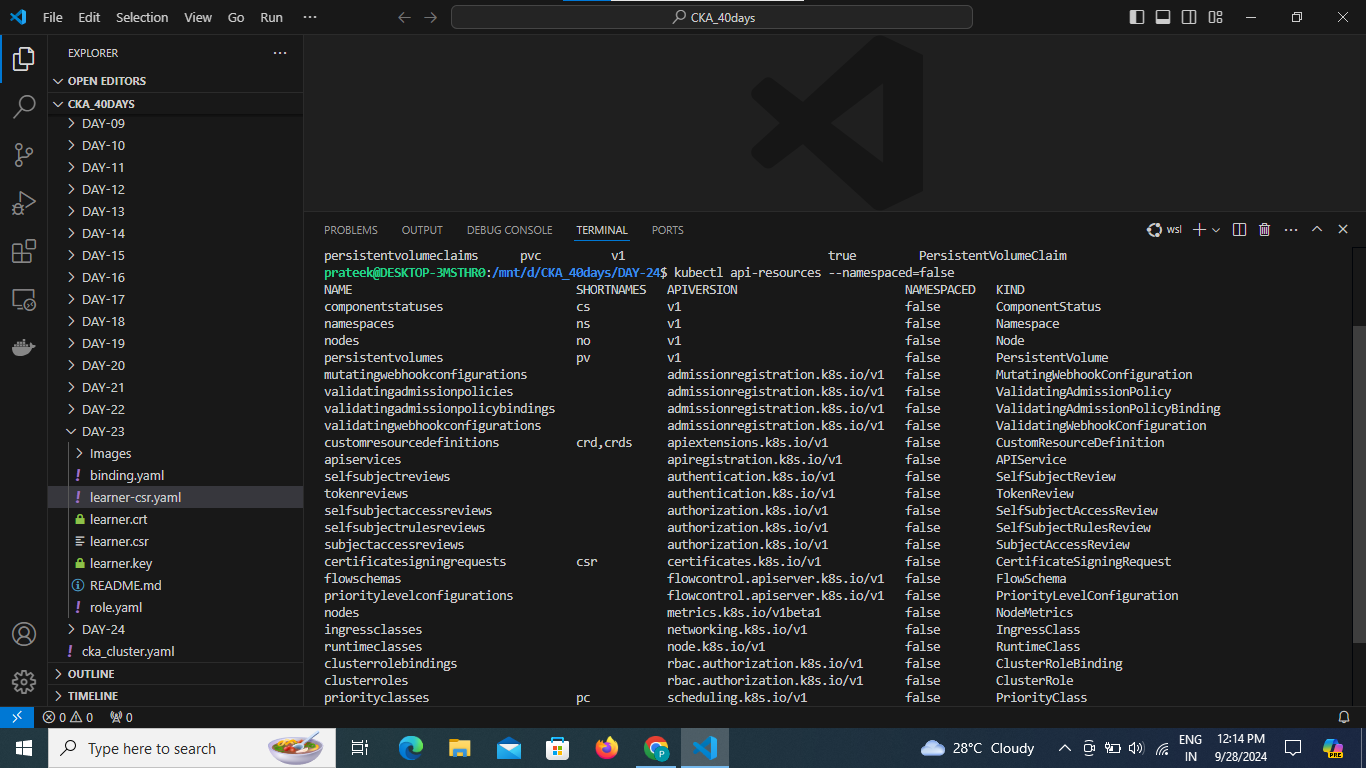 File Edit Selection View Go Run ··· CKA_40days
EXPLORER ···
OPEN EDITORS
CKA_40DAYS
DAY-09
DAY-10
DAY-11
DAY-12
DAY-13
DAY-14
DAY-15
DAY-16
DAY-17
DAY-18
DAY-19
DAY-20
DAY-21
DAY-22
DAY-23
Images
binding.yaml
learner-csr.yaml
learner.crt
learner.csr
learner.key
README.md
role.yaml
DAY-24
cka_cluster.yaml
OUTLINE
TIMELINE
PROBLEMS OUTPUT DEBUG CONSOLE TERMINAL PORTS wsl
persistentvolumeclaims pvc v1 true PersistentVolumeClaim
prateek@DESKTOP-3MSTHR0:/mnt/d/CKA_40days/DAY-24$ kubectl api-resources --namespaced=false
NAME SHORTNAMES APIVERSION NAMESPACED KIND
componentstatuses cs v1 false ComponentStatus
namespaces ns v1 false Namespace
nodes no v1 false Node
persistentvolumes pv v1 false PersistentVolume
mutatingwebhookconfigurations admissionregistration.k8s.io/v1 false MutatingWebhookConfiguration
validatingadmissionpolicies admissionregistration.k8s.io/v1 false ValidatingAdmissionPolicy
validatingadmissionpolicybindings admissionregistration.k8s.io/v1 false ValidatingAdmissionPolicyBinding
validatingwebhookconfigurations admissionregistration.k8s.io/v1 false ValidatingWebhookConfiguration
customresourcedefinitions crd,crds apiextensions.k8s.io/v1 false CustomResourceDefinition
apiservices apiregistration.k8s.io/v1 false APIService
selfsubjectreviews authentication.k8s.io/v1 false SelfSubjectReview
tokenreviews authentication.k8s.io/v1 false TokenReview
selfsubjectaccessreviews authorization.k8s.io/v1 false SelfSubjectAccessReview
selfsubjectrulesreviews authorization.k8s.io/v1 false SelfSubjectRulesReview
subjectaccessreviews authorization.k8s.io/v1 false SubjectAccessReview
certificatesigningrequests csr certificates.k8s.io/v1 false CertificateSigningRequest
flowschemas flowcontrol.apiserver.k8s.io/v1 false FlowSchema
prioritylevelconfigurations flowcontrol.apiserver.k8s.io/v1 false PriorityLevelConfiguration
nodes metrics.k8s.io/v1beta1 false NodeMetrics
ingressclasses networking.k8s.io/v1 false IngressClass
runtimeclasses node.k8s.io/v1 false RuntimeClass
clusterrolebindings rbac.authorization.k8s.io/v1 false ClusterRoleBinding
clusterroles rbac.authorization.k8s.io/v1 false ClusterRole
priorityclasses pc scheduling.k8s.io/v1 false PriorityClass
0 0 0
Type here to search 28°C Cloudy ENG IN 12:14 PM 9/28/2024 PRE